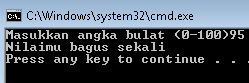 C:\Windows\system32\cmd.exe
Masukkan angka bulat (0-100)95
Nilaimu bagus sekali
Press any key to continue . .